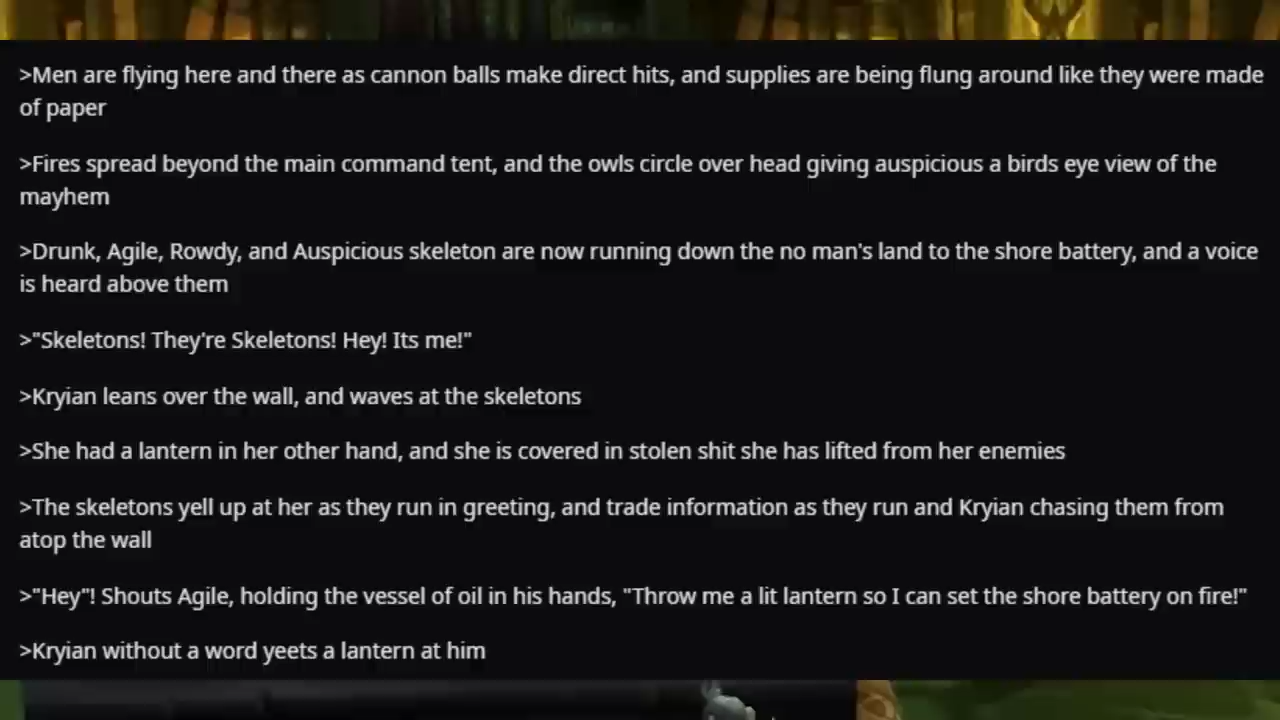 >Men are flying here and there as cannon balls make direct hits, and supplies are being flung around like they were made
of paper
>Fires spread beyond the main command tent, and the owls circle over head giving auspicious a birds eye view of the
mayhem
>Drunk, Agile, Rowdy, and Auspicious skeleton are now running down the no man's land to the shore battery, and a voice
is heard above them
>"Skeletons! They're Skeletons! Hey! Its me!"
>Kryian leans over the wall, and waves at the skeletons
>She had a lantern in her other hand, and she is covered in stolen shit she has lifted from her enemies
>The skeletons yell up at her as they run in greeting, and trade information as they run and Kryian chasing them from
atop the wall
>"Hey"! Shouts Agile, holding the vessel of oil in his hands, "Throw me a lit lantern so I can set the shore battery on fire!"
>Kryian without a word yeets a lantern at him